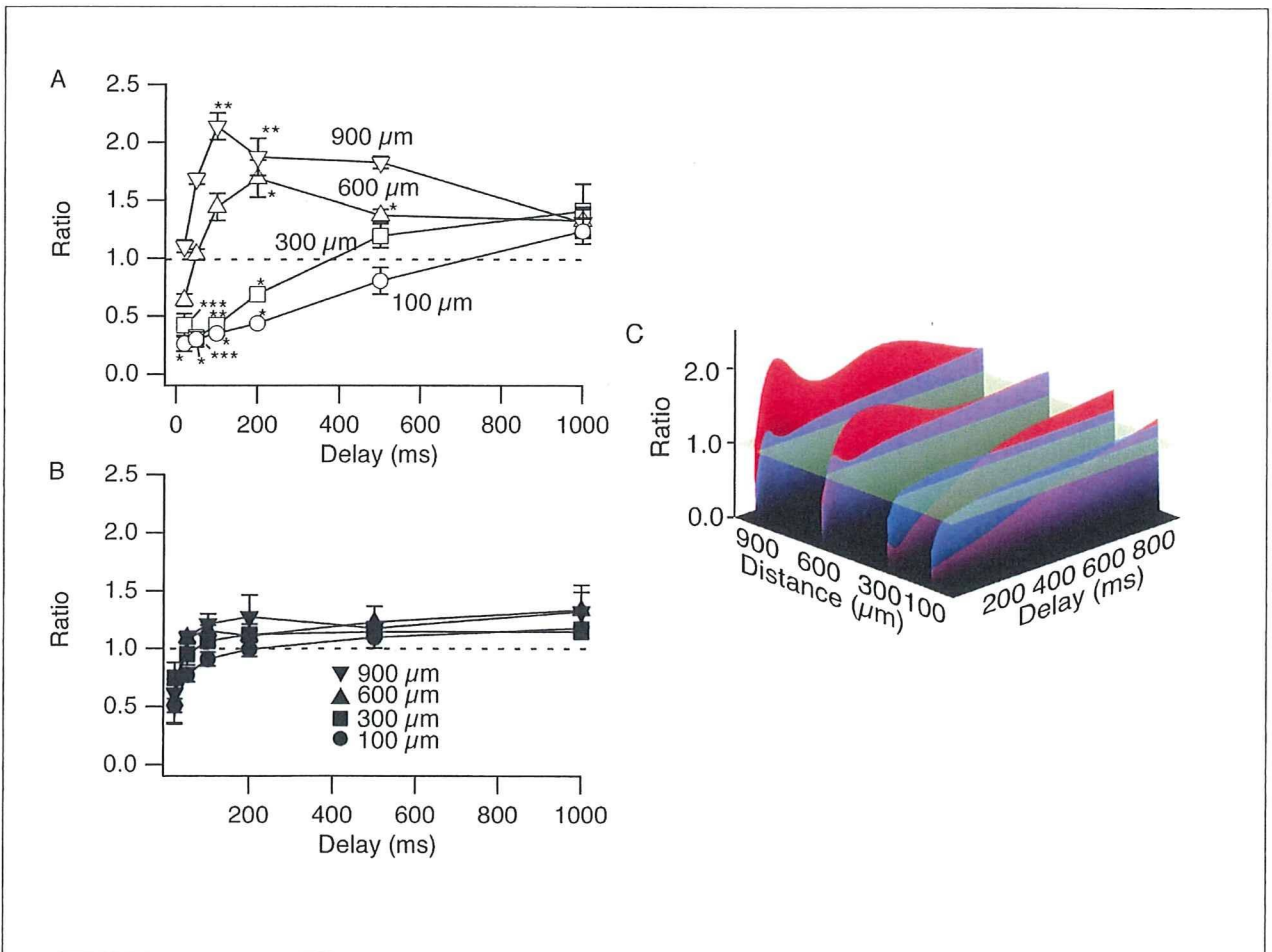 A
2.5
2.0
1.5
1.0
0.5
0.0
Ratio
**
**
900 µm
600 µm
*
*
300 µm
***
**
*
*
*
***
*
*
100 µm
0 200 400 600 800 1000
Delay (ms)
B
2.5
2.0
1.5
1.0
0.5
0.0
Ratio
900 µm
600 µm
300 µm
100 µm
200 400 600 800 1000
Delay (ms)
C
2.0
1.0
0.0
Ratio
900 600 300 100
Distance (µm)
200 400 600 800
Delay (ms)